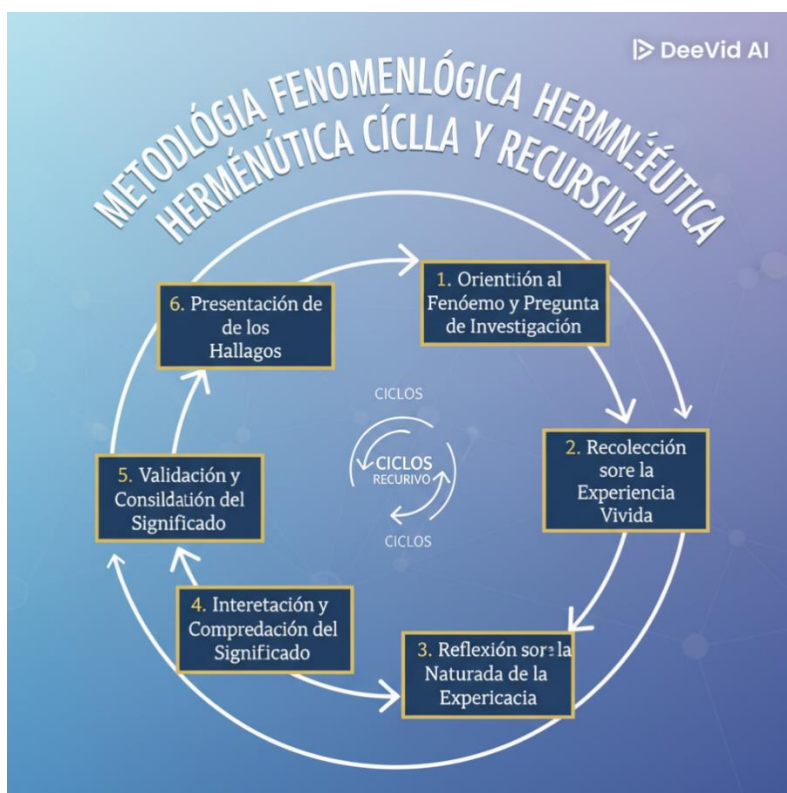 DeeVid AI
METODLÓGIA FENOMENLÓGICA HERMNÉÚTICA
HERMÉNÚTICA CÍCLLA Y RECURSIVA
1. Orientiión al
Fenóemo y Pregunta
de Investigación
2. Recolección
sore la
Experiencia
Vivida
3. Reflexión sore la
Naturada de la
Expericacia
4. Interetación y
Compredación del
Significado
5. Validación y
Consildatión del
Significado
6. Presentación de
de los
Hallagos
CICLOS
CICLOS
RECURIVO
CICLOS